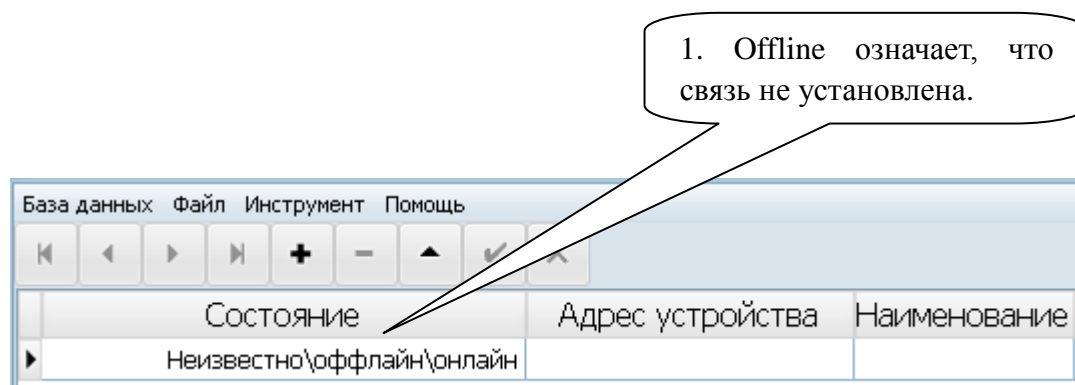 1. Offline означает, что
связь не установлена.
База данных Файл Инструмент Помощь
Состояние Адрес устройства Наименование
Неизвестно\оффлайн\онлайн